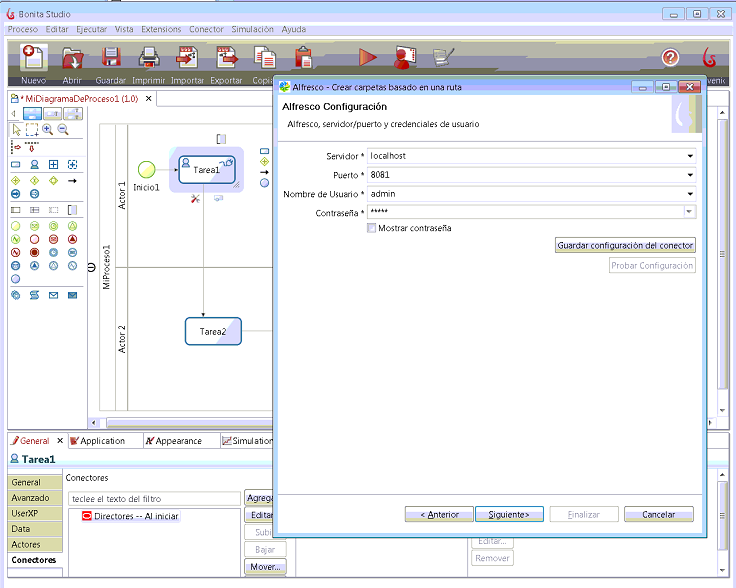 Bonita Studio
Proceso Editar Ejecutar Vista Extensions Conector Simulación Ayuda
Nuevo Abrir Guardar Imprimir Importar Exportar
*MiDiagramaDeProceso1 (1.0)
Actor 1
Actor 2
MiProceso1
Inicio1
Tarea1
Tarea2
Alfresco - Crear carpetas basado en una ruta
Alfresco Configuración
Alfresco, servidor/puerto y credenciales de usuario
Servidor * localhost
Puerto * 8081
Nombre de Usuario * admin
Contraseña * *****
Mostrar contraseña
Guardar configuración del conector
Probar Configuración
< Anterior Siguiente> Finalizar Cancelar
General Application Appearance Simulation
Tarea1
General
Avanzado
UserXP
Data
Actores
Conectores
Conectores
teclee el texto del filtro
Directores -- Al iniciar
Agrega
Editar
Subi
Bajar
Mover...
Editar...
Remover